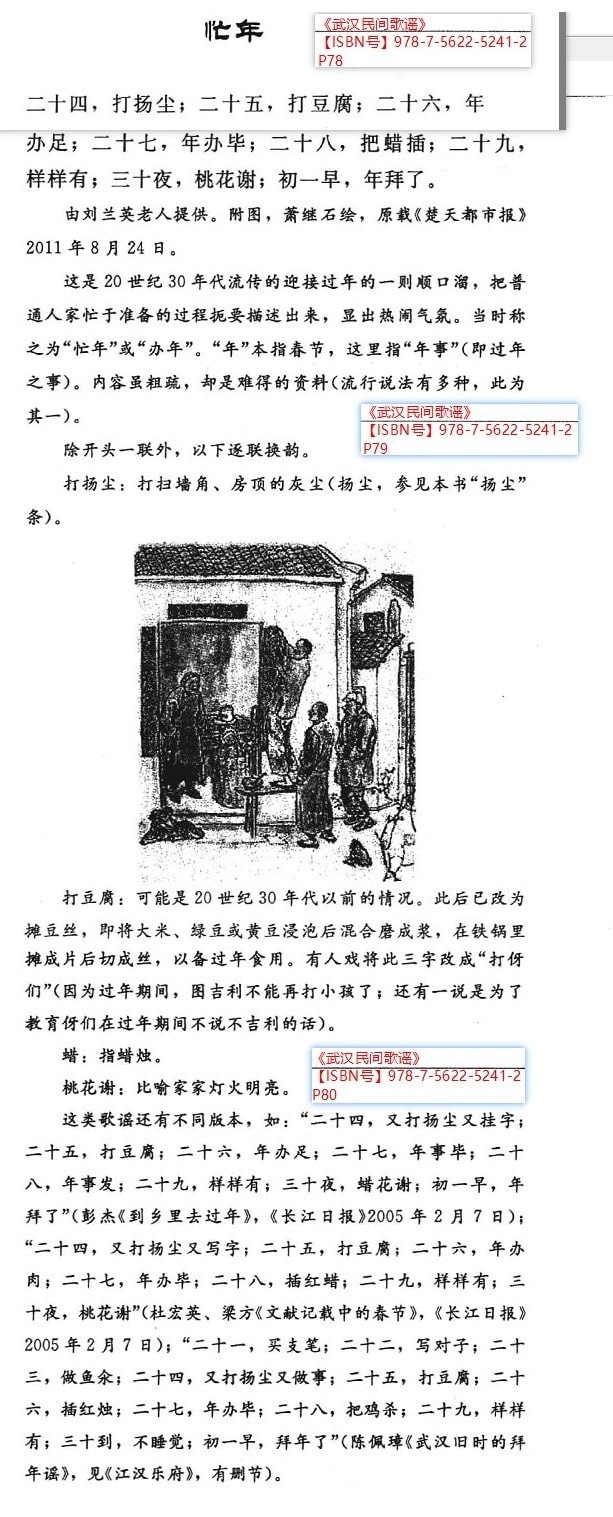 忙年
《武汉民间歌谣》
【ISBN号】978-7-5622-5241-2
P78
二十四，打扬尘；二十五，打豆腐；二十六，年
办足；二十七，年办毕；二十八，把蜡插；二十九，
样样有；三十夜，桃花谢；初一早，年拜了。
由刘兰英老人提供。附图，萧继石绘，原载《楚天都市报》
2011年8月24日。
这是20世纪30年代流传的迎接过年的一则顺口溜，把普
通人家忙于准备的过程扼要描述出来，显出热闹气氛。当时称
之为“忙年”或“办年”。“年”本指春节，这里指“年事”（即过年
之事）。内容虽粗疏，却是难得的资料（流行说法有多种，此为
其一）。
《武汉民间歌谣》
【ISBN号】978-7-5622-5241-2
P79
除开头一联外，以下逐联换韵。
打扬尘：打扫墙角、房顶的灰尘（扬尘，参见本书“扬尘”
条）。
打豆腐：可能是20世纪30年代以前的情况。此后已改为
摊豆丝，即将大米、绿豆或黄豆浸泡后混合磨成浆，在铁锅里
摊成片后切成丝，以备过年食用。有人戏将此三字改成“打伢
们”（因为过年期间，图吉利不能再打小孩了；还有一说是为了
教育伢们在过年期间不说不吉利的话）。
蜡：指蜡烛。
桃花谢：比喻家家灯火明亮。
《武汉民间歌谣》
【ISBN号】978-7-5622-5241-2
P80
这类歌谣还有不同版本，如：“二十四，又打扬尘又挂字；
二十五，打豆腐；二十六，年办足；二十七，年事毕；二十
八，年事发；二十九，样样有；三十夜，蜡花谢；初一早，年
拜了”（彭杰《到乡里去过年》，《长江日报》2005年2月7日）；
“二十四，又打扬尘又写字；二十五，打豆腐；二十六，年办
肉；二十七，年办毕；二十八，插红蜡；二十九，样样有；三
十夜，桃花谢”（杜宏英、梁方《文献记载中的春节》，《长江日报》
2005年2月7日）；“二十一，买支笔；二十二，写对子；二十
三，做鱼汆；二十四，又打扬尘又做事；二十五，打豆腐；二十
六，插红烛；二十七，年办毕；二十八，把鸡杀；二十九，样样
有；三十到，不睡觉；初一早，拜年了”（陈佩璋《武汉旧时的拜
年谣》，见《江汉乐府》，有删节）。